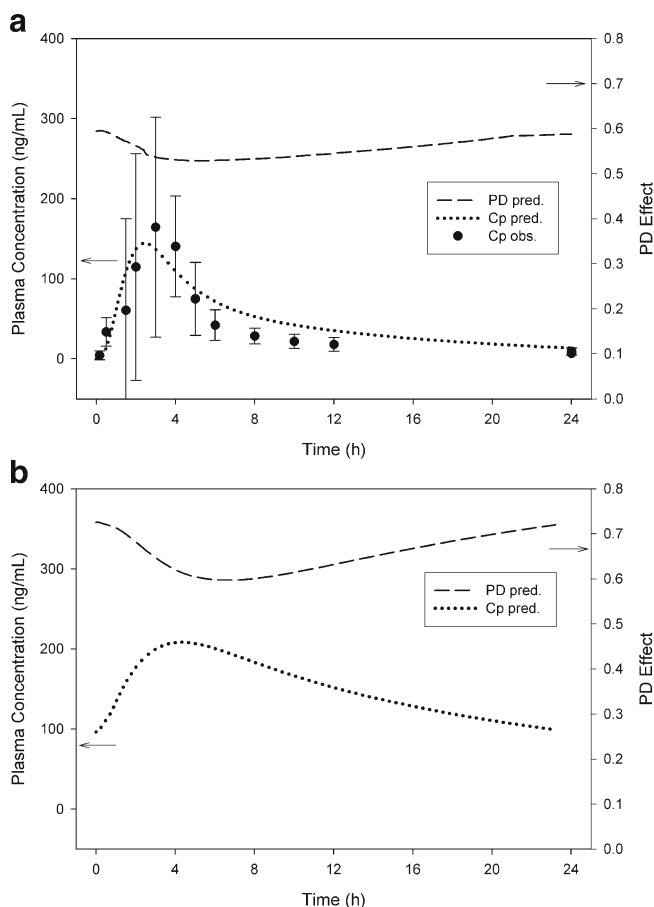 a
400
300
200
100
0
Plasma Concentration (ng/mL)
0.8
0.7
0.6
0.5
0.4
0.3
0.2
0.1
0.0
PD Effect
PD pred.
Cp pred.
Cp obs.
0 4 8 12 16 20 24
Time (h)
b
400
300
200
100
0
Plasma Concentration (ng/mL)
0.8
0.7
0.6
0.5
0.4
0.3
0.2
0.1
0.0
PD Effect
PD pred.
Cp pred.
0 4 8 12 16 20 24
Time (h)